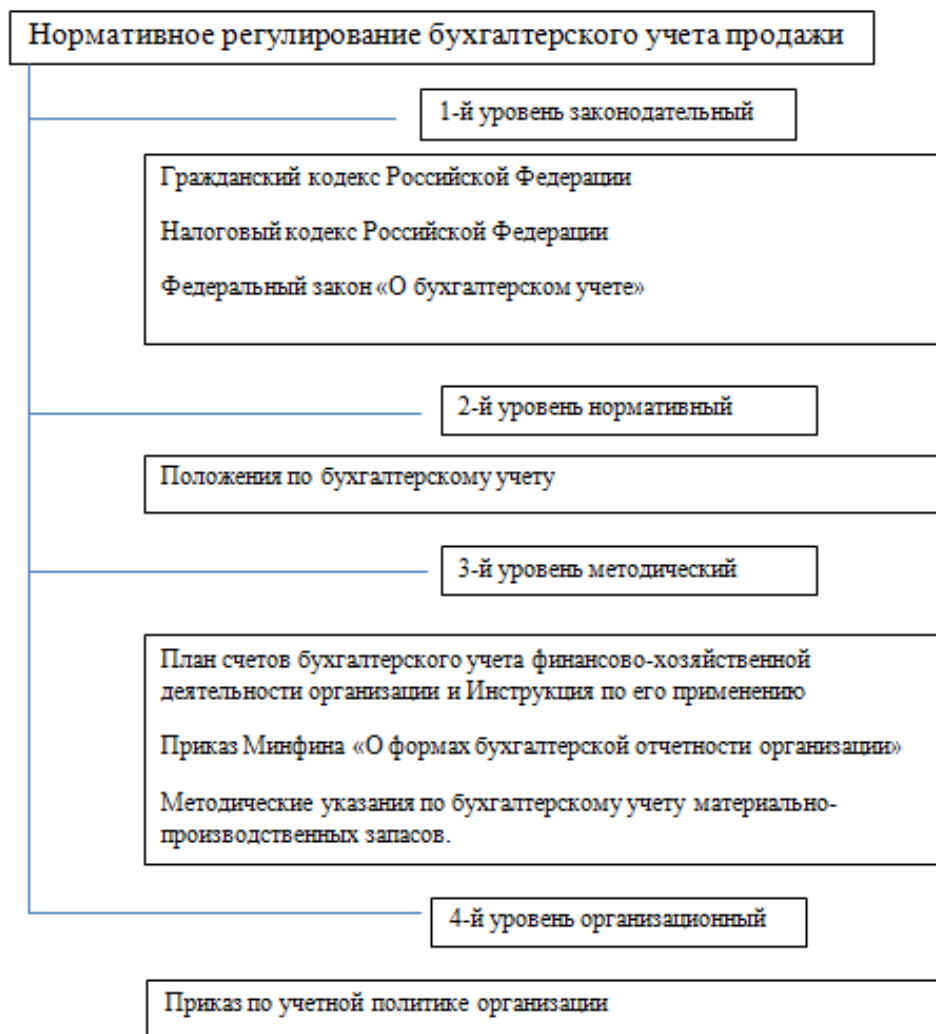 Нормативное регулирование бухгалтерского учета продажи
1-й уровень законодательный
Гражданский кодекс Российской Федерации
Налоговый кодекс Российской Федерации
Федеральный закон «О бухгалтерском учете»
2-й уровень нормативный
Положения по бухгалтерскому учету
3-й уровень методический
План счетов бухгалтерского учета финансово-хозяйственной
деятельности организации и Инструкция по его применению
Приказ Минфина «О формах бухгалтерской отчетности организации»
Методические указания по бухгалтерскому учету материально-
производственных запасов.
4-й уровень организационный
Приказ по учетной политике организации